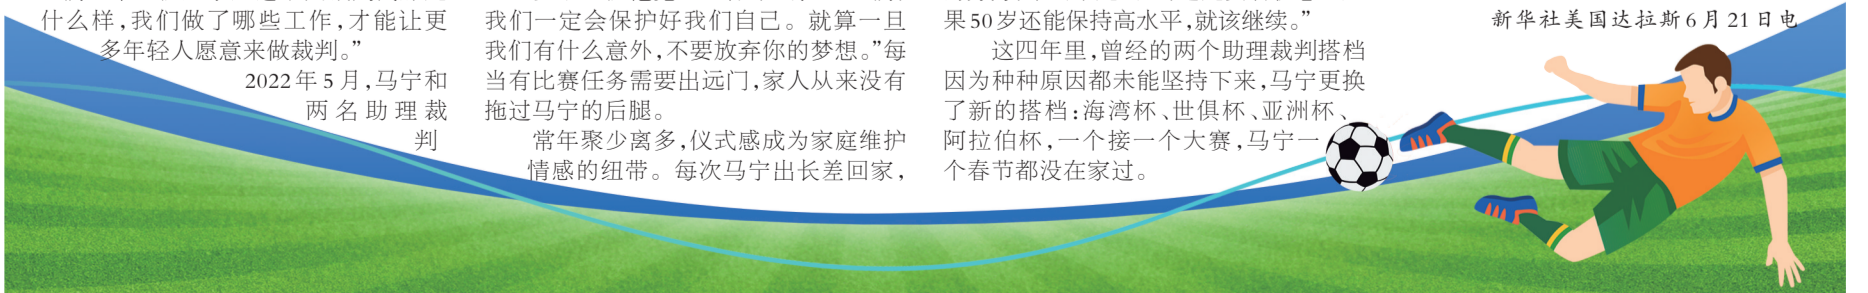 什么样，我们做了哪些工作，才能让更
多年轻人愿意来做裁判。”
2022年5月，马宁和
两名助理裁
判
我们一定会保护好我们自己。就算一旦
我们有什么意外，不要放弃你的梦想。”每
当有比赛任务需要出远门，家人从来没有
拖过马宁的后腿。
常年聚少离多，仪式感成为家庭维护
情感的纽带。每次马宁出长差回家，
果50岁还能保持高水平，就该继续。”
这四年里，曾经的两个助理裁判搭档
因为种种原因都未能坚持下来，马宁更换
了新的搭档：海湾杯、世俱杯、亚洲杯、
阿拉伯杯，一个接一个大赛，马宁一
个春节都没在家过。
新华社美国达拉斯6月21日电